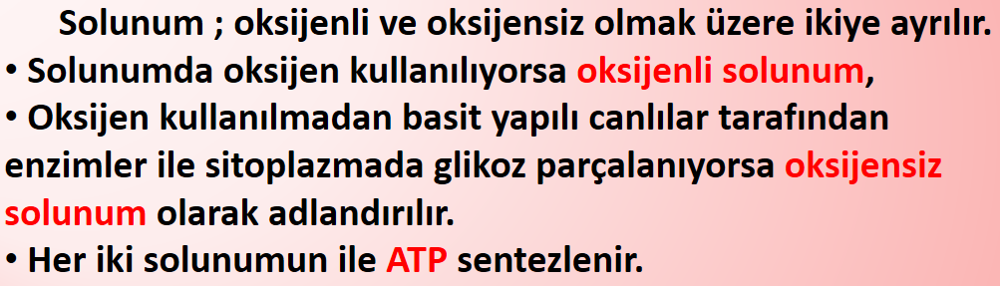 Solunum ; oksijenli ve oksijensiz olmak üzere ikiye ayrılır.
• Solunumda oksijen kullanılıyorsa oksijenli solunum,
• Oksijen kullanılmadan basit yapılı canlılar tarafından
enzimler ile sitoplazmada glikoz parçalanıyorsa oksijensiz
solunum olarak adlandırılır.
• Her iki solunumun ile ATP sentezlenir.